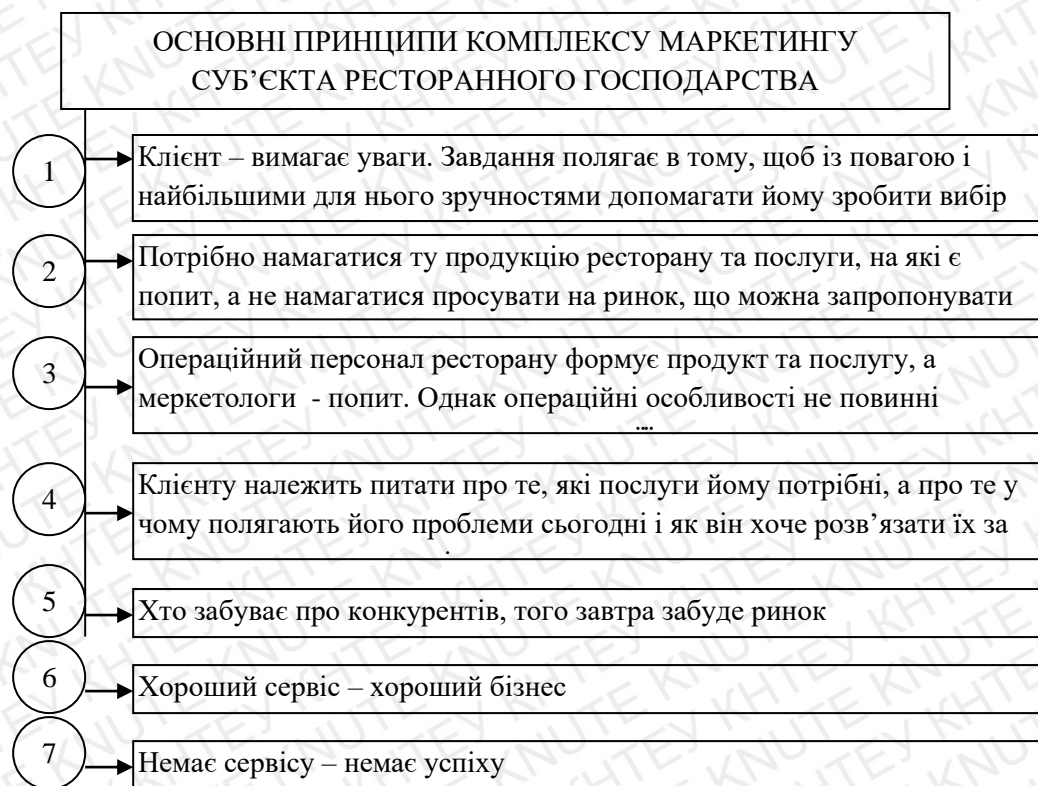 ОСНОВНІ ПРИНЦИПИ КОМПЛЕКСУ МАРКЕТИНГУ
СУБ’ЄКТА РЕСТОРАННОГО ГОСПОДАРСТВА
1
Клієнт – вимагає уваги. Завдання полягає в тому, щоб із повагою і
найбільшими для нього зручностями допомагати йому зробити вибір
2
Потрібно намагатися ту продукцію ресторану та послуги, на які є
попит, а не намагатися просувати на ринок, що можна запропонувати
3
Операційний персонал ресторану формує продукт та послугу, а
меркетологи - попит. Однак операційні особливості не повинні
4
Клієнту належить питати про те, які послуги йому потрібні, а про те у
чому полягають його проблеми сьогодні і як він хоче розв’язати їх за
5
Хто забуває про конкурентів, того завтра забуде ринок
6
Хороший сервіс – хороший бізнес
7
Немає сервісу – немає успіху